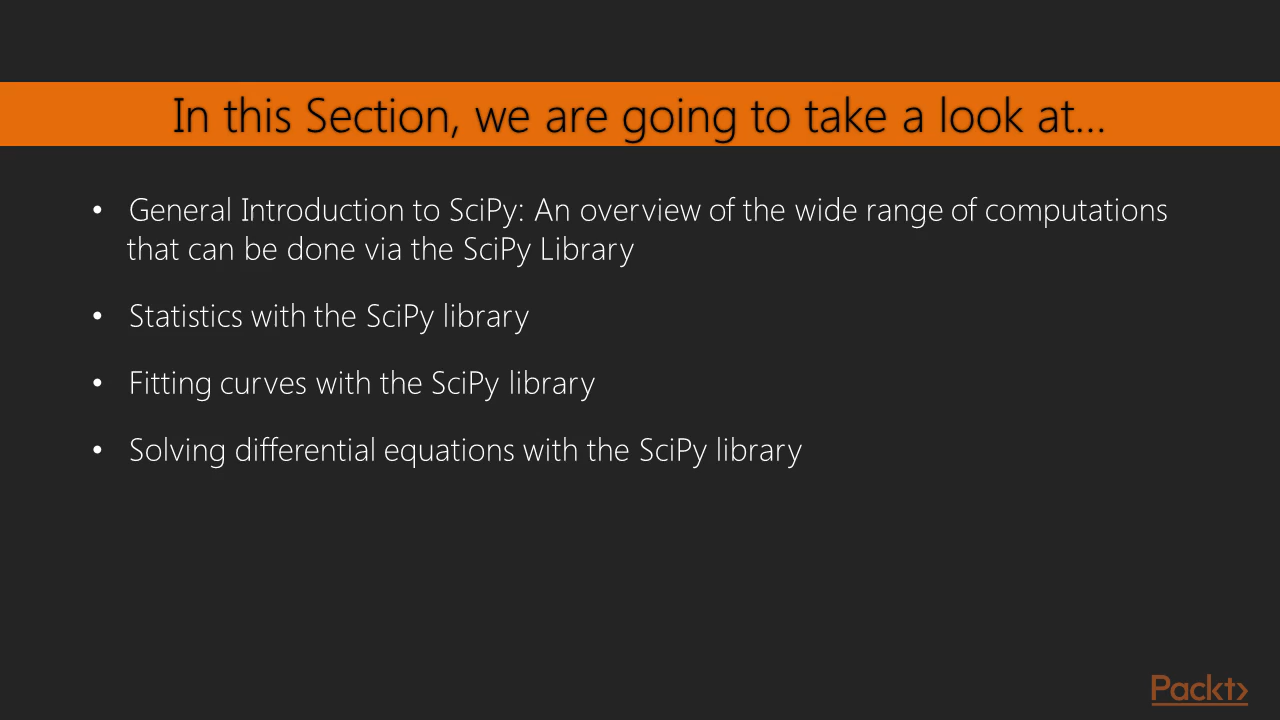 In this Section, we are going to take a look at...
• General Introduction to SciPy: An overview of the wide range of computations
that can be done via the SciPy Library
• Statistics with the SciPy library
• Fitting curves with the SciPy library
• Solving differential equations with the SciPy library
Packt>